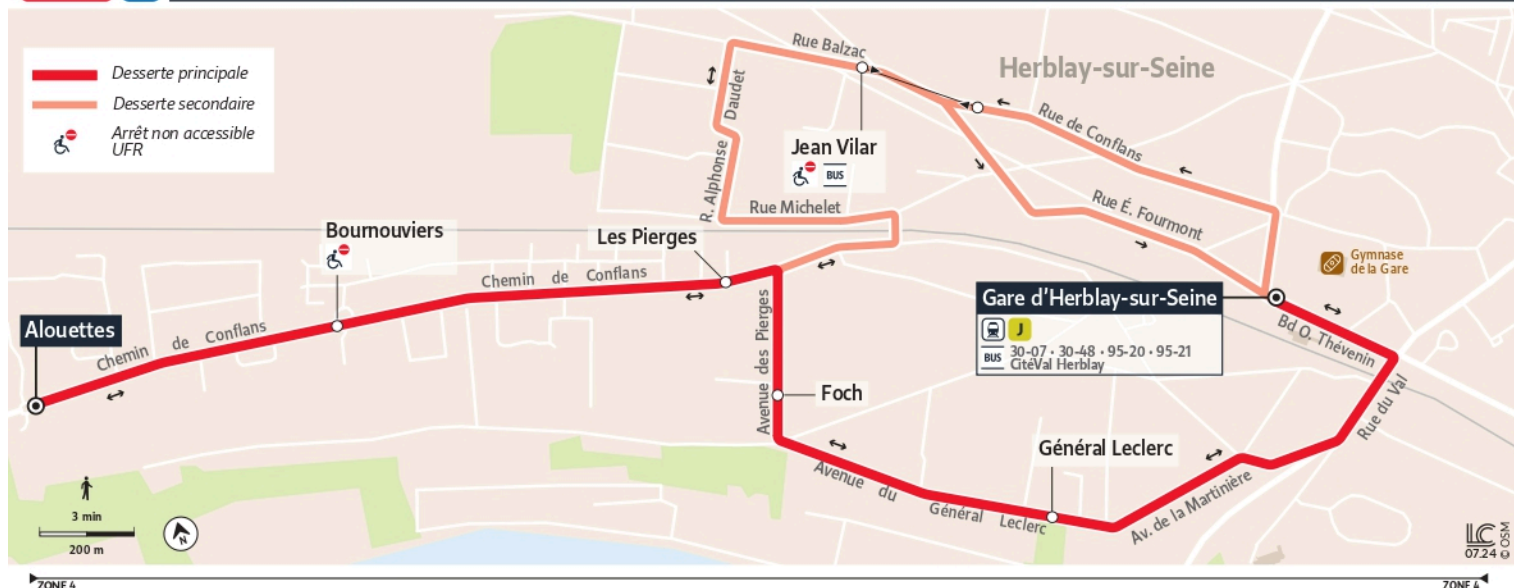 Desserte principale
Desserte secondaire
Arrêt non accessible
UFR
Rue Balzac
Herblay-sur-Seine
R. Alphonse Daudet
Rue de Conflans
Jean Vilar
BUS
Rue Michelet
Rue É. Fourmont
Bournouviers
Les Pierges
Chemin de Conflans
Gymnase
de la Gare
Gare d'Herblay-sur-Seine
J
BUS 30-07 • 30-48 • 95-20 • 95-21
CitéVal Herblay
Bd O. Thévenin
Alouettes
Chemin de Conflans
Avenue des Pierges
Foch
Rue du Val
Général Leclerc
Avenue du Général Leclerc
Av. de la Martinière
3 min
200 m
N
LC
07.24 © OSM
ZONE 4
ZONE 4